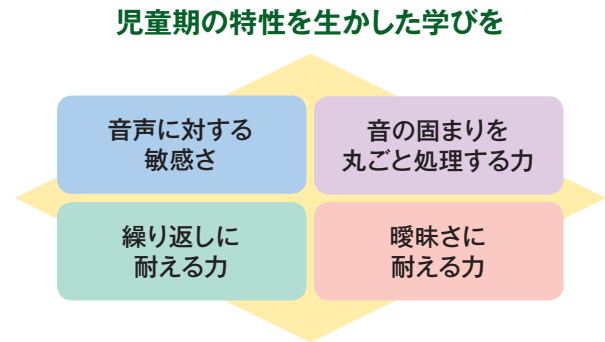 児童期の特性を生かした学びを
音声に対する
敏感さ
音の固まりを
丸ごと処理する力
繰り返しに
耐える力
曖昧さに
耐える力